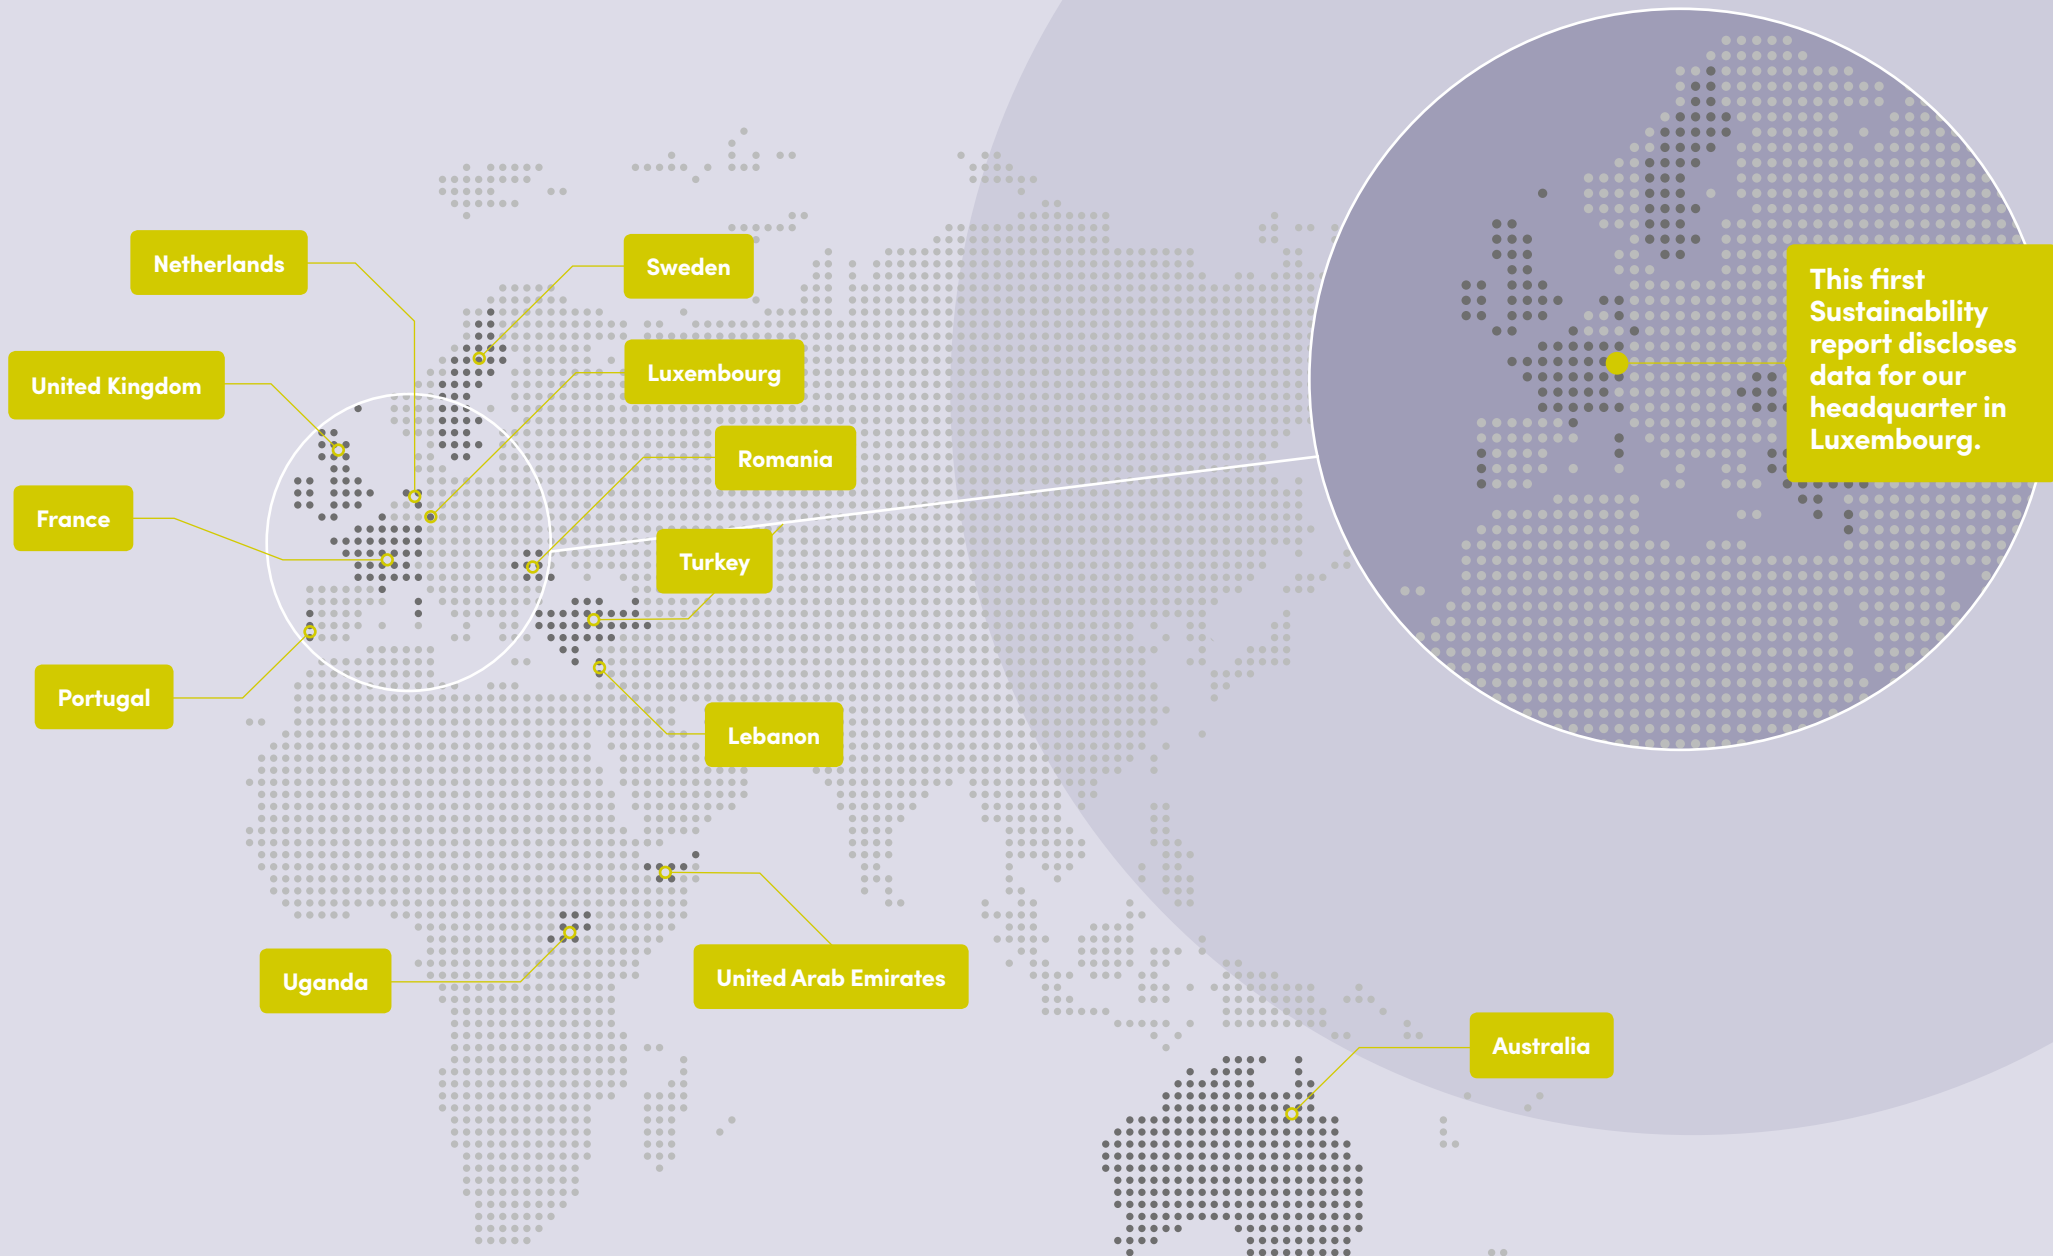 Netherlands
Sweden
This first
Sustainability
report discloses
data for our
headquarter in
Luxembourg.
United Kingdom
Luxembourg
Romania
France
Turkey
Portugal
Lebanon
Uganda
United Arab Emirates
Australia